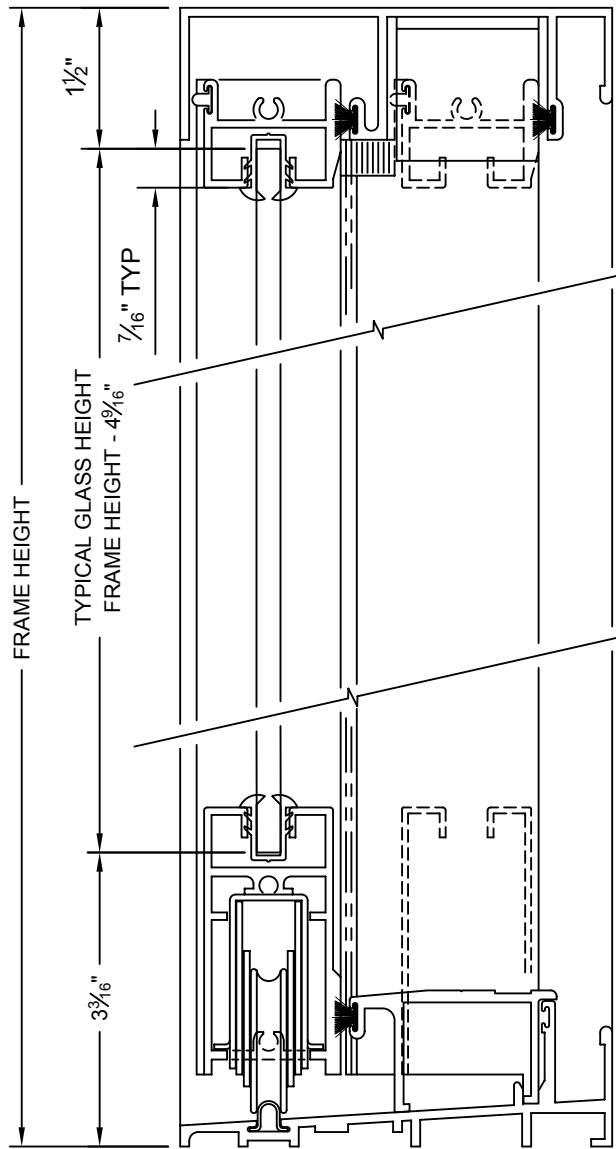 1½"
7⁄16" TYP
TYPICAL GLASS HEIGHT
FRAME HEIGHT - 4 9⁄16"
FRAME HEIGHT
3 3⁄16"